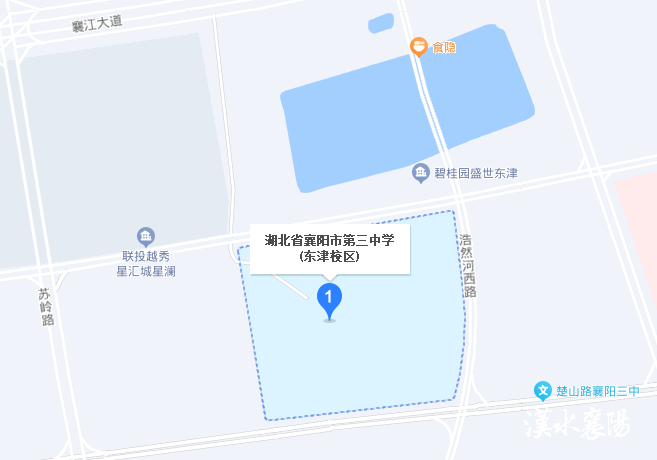 襄江大道
食隐
碧桂园盛世东津
湖北省襄阳市第三中学
(东津校区)
浩然河西路
联投越秀
星汇城星澜
苏岭路
1
文
楚山路襄阳三中
汉水襄陽